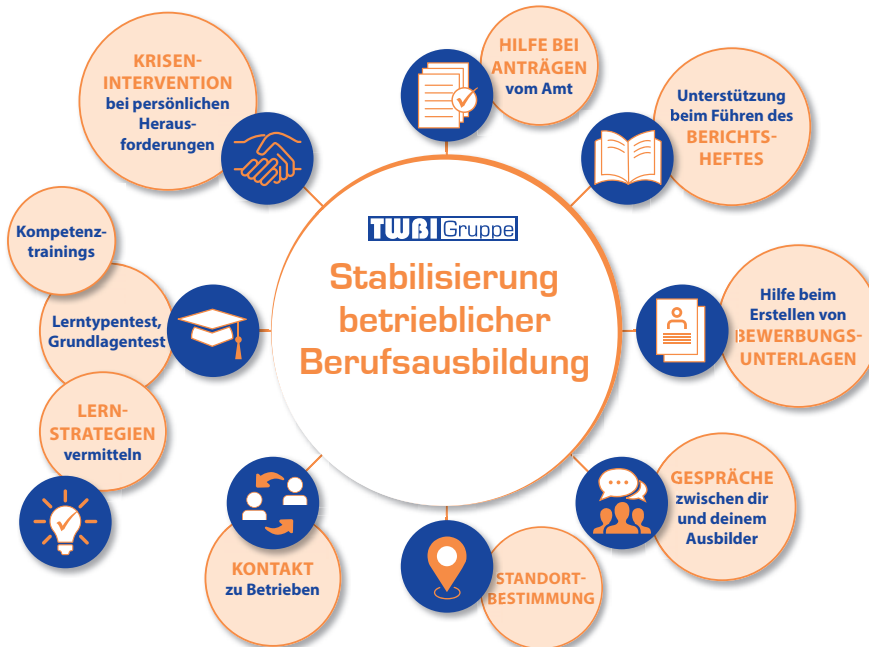 TWBI Gruppe
Stabilisierung
betrieblicher
Berufsausbildung
KRISEN-
INTERVENTION
bei persönlichen
Heraus-
forderungen
HILFE BEI
ANTRÄGEN
vom Amt
Unterstützung
beim Führen des
BERICHTS-
HEFTES
Hilfe beim
Erstellen von
BEWERBUNGS-
UNTERLAGEN
GESPRÄCHE
zwischen dir
und deinem
Ausbilder
STANDORT-
BESTIMMUNG
KONTAKT
zu Betrieben
Kompetenz-
trainings
Lerntypentest,
Grundlagentest
LERN-
STRATEGIEN
vermitteln